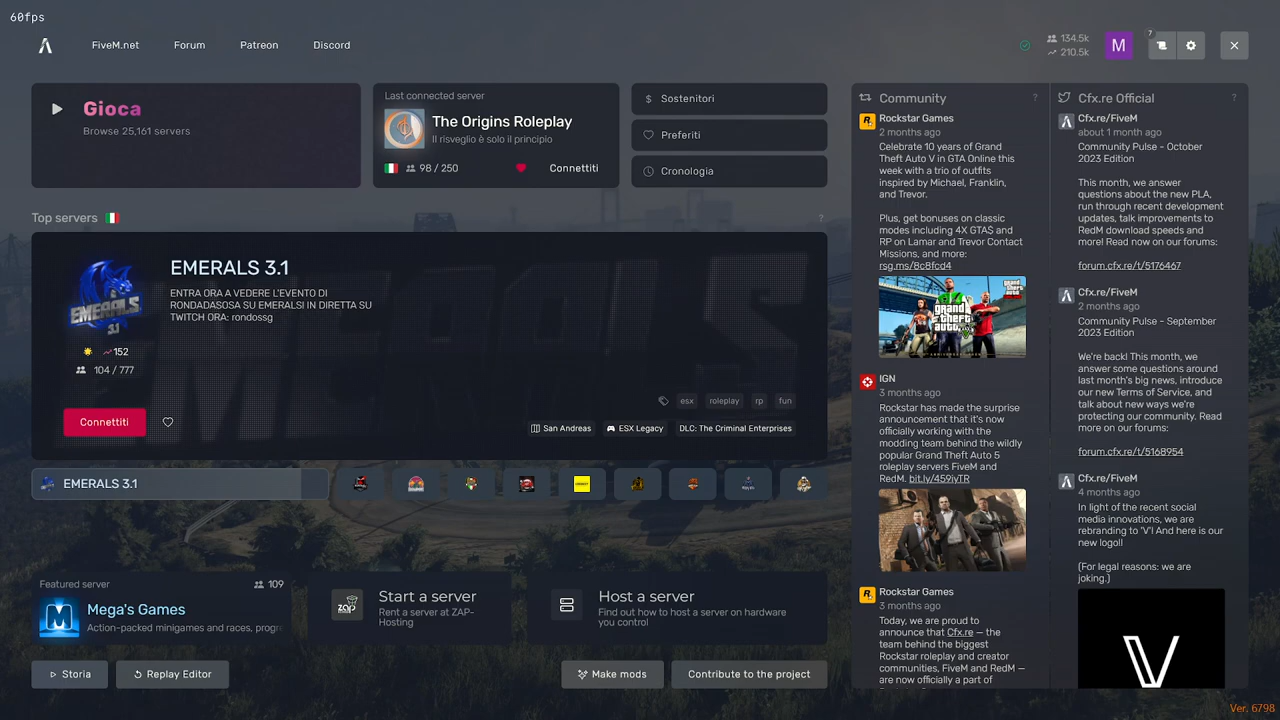 60fps
FiveM.net
Forum
Patreon
Discord
134.5k
210.5k
M
7
Gioca
Browse 25,161 servers
Last connected server
The Origins Roleplay
Il risveglio è solo il principio
98 / 250
Connettiti
$ Sostenitori
Preferiti
Cronologia
Top servers
?
EMERALS 3.1
ENTRA ORA A VEDERE L'EVENTO DI
RONDADASOSA SU EMERALSI IN DIRETTA SU
TWITCH ORA: rondossg
EMERALS
3.1
152
104 / 777
Connettiti
esx
roleplay
rp
fun
San Andreas
ESX Legacy
DLC: The Criminal Enterprises
EMERALS 3.1
Featured server
109
Mega's Games
Action-packed minigames and races, progre
Start a server
Rent a server at ZAP-
Hosting
Host a server
Find out how to host a server on hardware
you control
Storia
Replay Editor
Make mods
Contribute to the project
Community
?
Rockstar Games
2 months ago
Celebrate 10 years of Grand
Theft Auto V in GTA Online this
week with a trio of outfits
inspired by Michael, Franklin,
and Trevor.
Plus, get bonuses on classic
modes including 4X GTA$ and
RP on Lamar and Trevor Contact
Missions, and more:
rsg.ms/8c8fcd4
grand
theft
auto
IGN
3 months ago
Rockstar has made the surprise
announcement that it's now
officially working with the
modding team behind the wildly
popular Grand Theft Auto 5
roleplay servers FiveM and
RedM. bit.ly/459iyTR
Rockstar Games
3 months ago
Today, we are proud to
announce that Cfx.re — the
team behind the biggest
Rockstar roleplay and creator
communities, FiveM and RedM —
are now officially a part of
Cfx.re Official
?
Cfx.re/FiveM
about 1 month ago
Community Pulse - October
2023 Edition
This month, we answer
questions about the new PLA,
run through recent development
updates, talk improvements to
RedM download speeds and
more! Read now on our forums:
forum.cfx.re/t/5176467
Cfx.re/FiveM
2 months ago
Community Pulse - September
2023 Edition
We're back! This month, we
answer some questions around
last month's big news, introduce
our new Terms of Service, and
talk about new ways we're
protecting our community. Read
more on our forums:
forum.cfx.re/t/5168954
Cfx.re/FiveM
4 months ago
In light of the recent social
media innovations, we are
rebranding to 'V'! And here is our
new logo!!
(For legal reasons: we are
joking.)
V
Ver. 6798